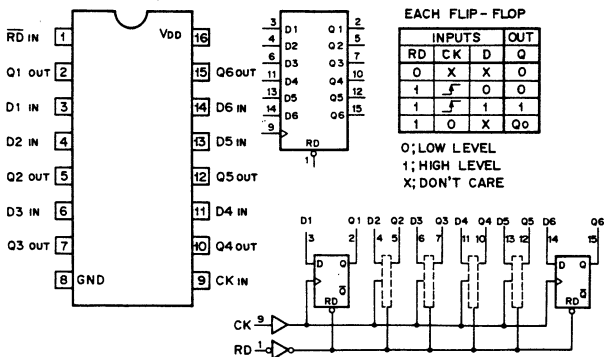 RD IN 1
Q1 OUT 2
D1 IN 3
D2 IN 4
Q2 OUT 5
D3 IN 6
Q3 OUT 7
8 GND
VDD 16
15 Q6 OUT
14 D6 IN
13 D5 IN
12 Q5 OUT
11 D4 IN
10 Q4 OUT
9 CK IN
3 D1 Q1 2
4 D2 Q2 5
6 D3 Q3 7
11 D4 Q4 10
13 D5 Q5 12
14 D6 Q6 15
9
RD
1
EACH FLIP-FLOP
INPUTS OUT
RD CK D Q
0 X X 0
1 0 0
1 1 1
1 0 X Qo
0; LOW LEVEL
1; HIGH LEVEL
X; DON'T CARE
D1 Q1 D2 Q2 D3 Q3 D4 Q4 D5 Q5 D6 Q6
3 2 4 5 6 7 11 10 13 12 14 15
D Q
Q
RD
D Q
Q
RD
CK 9
RD 1